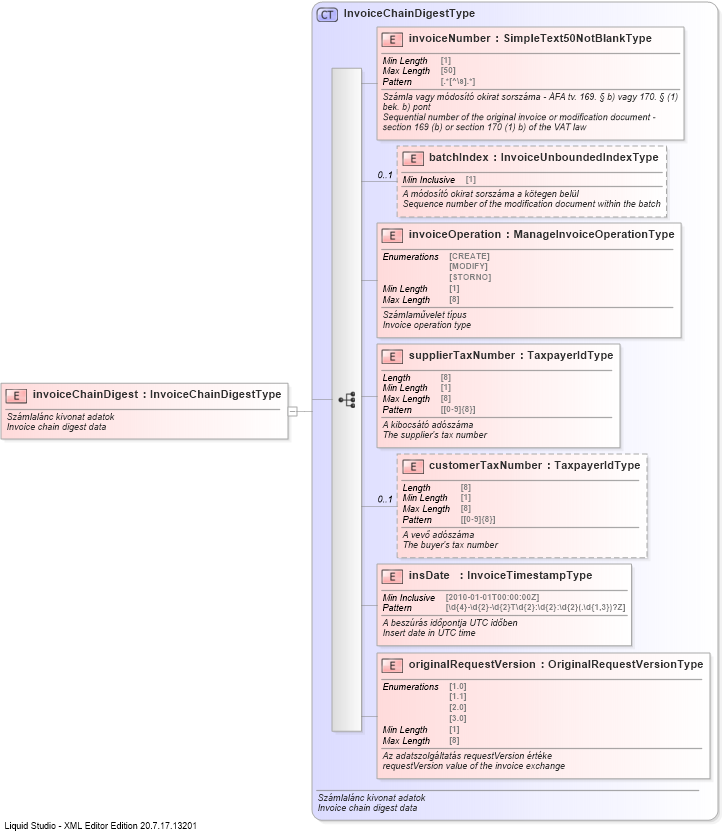 CT InvoiceChainDigestType
E invoiceNumber : SimpleText50NotBlankType
Min Length [1]
Max Length [50]
Pattern [.*[^\s].*]
Számla vagy módosító okirat sorszáma - ÁFA tv. 169. § b) vagy 170. § (1)
bek. b) pont
Sequential number of the original invoice or modification document -
section 169 (b) or section 170 (1) b) of the VAT law
0..1
E batchIndex : InvoiceUnboundedIndexType
Min Inclusive [1]
A módosító okirat sorszáma a kötegen belül
Sequence number of the modification document within the batch
E invoiceOperation : ManageInvoiceOperationType
Enumerations [CREATE]
[MODIFY]
[STORNO]
Min Length [1]
Max Length [8]
Számlaművelet típus
Invoice operation type
E supplierTaxNumber : TaxpayerIdType
Length [8]
Min Length [1]
Max Length [8]
Pattern [[0-9]{8}]
A kibocsátó adószáma
The supplier's tax number
E invoiceChainDigest : InvoiceChainDigestType
Számlalánc kivonat adatok
Invoice chain digest data
0..1
E customerTaxNumber : TaxpayerIdType
Length [8]
Min Length [1]
Max Length [8]
Pattern [[0-9]{8}]
A vevő adószáma
The buyer's tax number
E insDate : InvoiceTimestampType
Min Inclusive [2010-01-01T00:00:00Z]
Pattern [\d{4}-\d{2}-\d{2}T\d{2}:\d{2}:\d{2}(.\d{1,3})?Z]
A beszúrás időpontja UTC időben
Insert date in UTC time
E originalRequestVersion : OriginalRequestVersionType
Enumerations [1.0]
[1.1]
[2.0]
[3.0]
Min Length [1]
Max Length [8]
Az adatszolgáltatás requestVersion értéke
requestVersion value of the invoice exchange
Számlalánc kivonat adatok
Invoice chain digest data
Liquid Studio - XML Editor Edition 20.7.17.13201